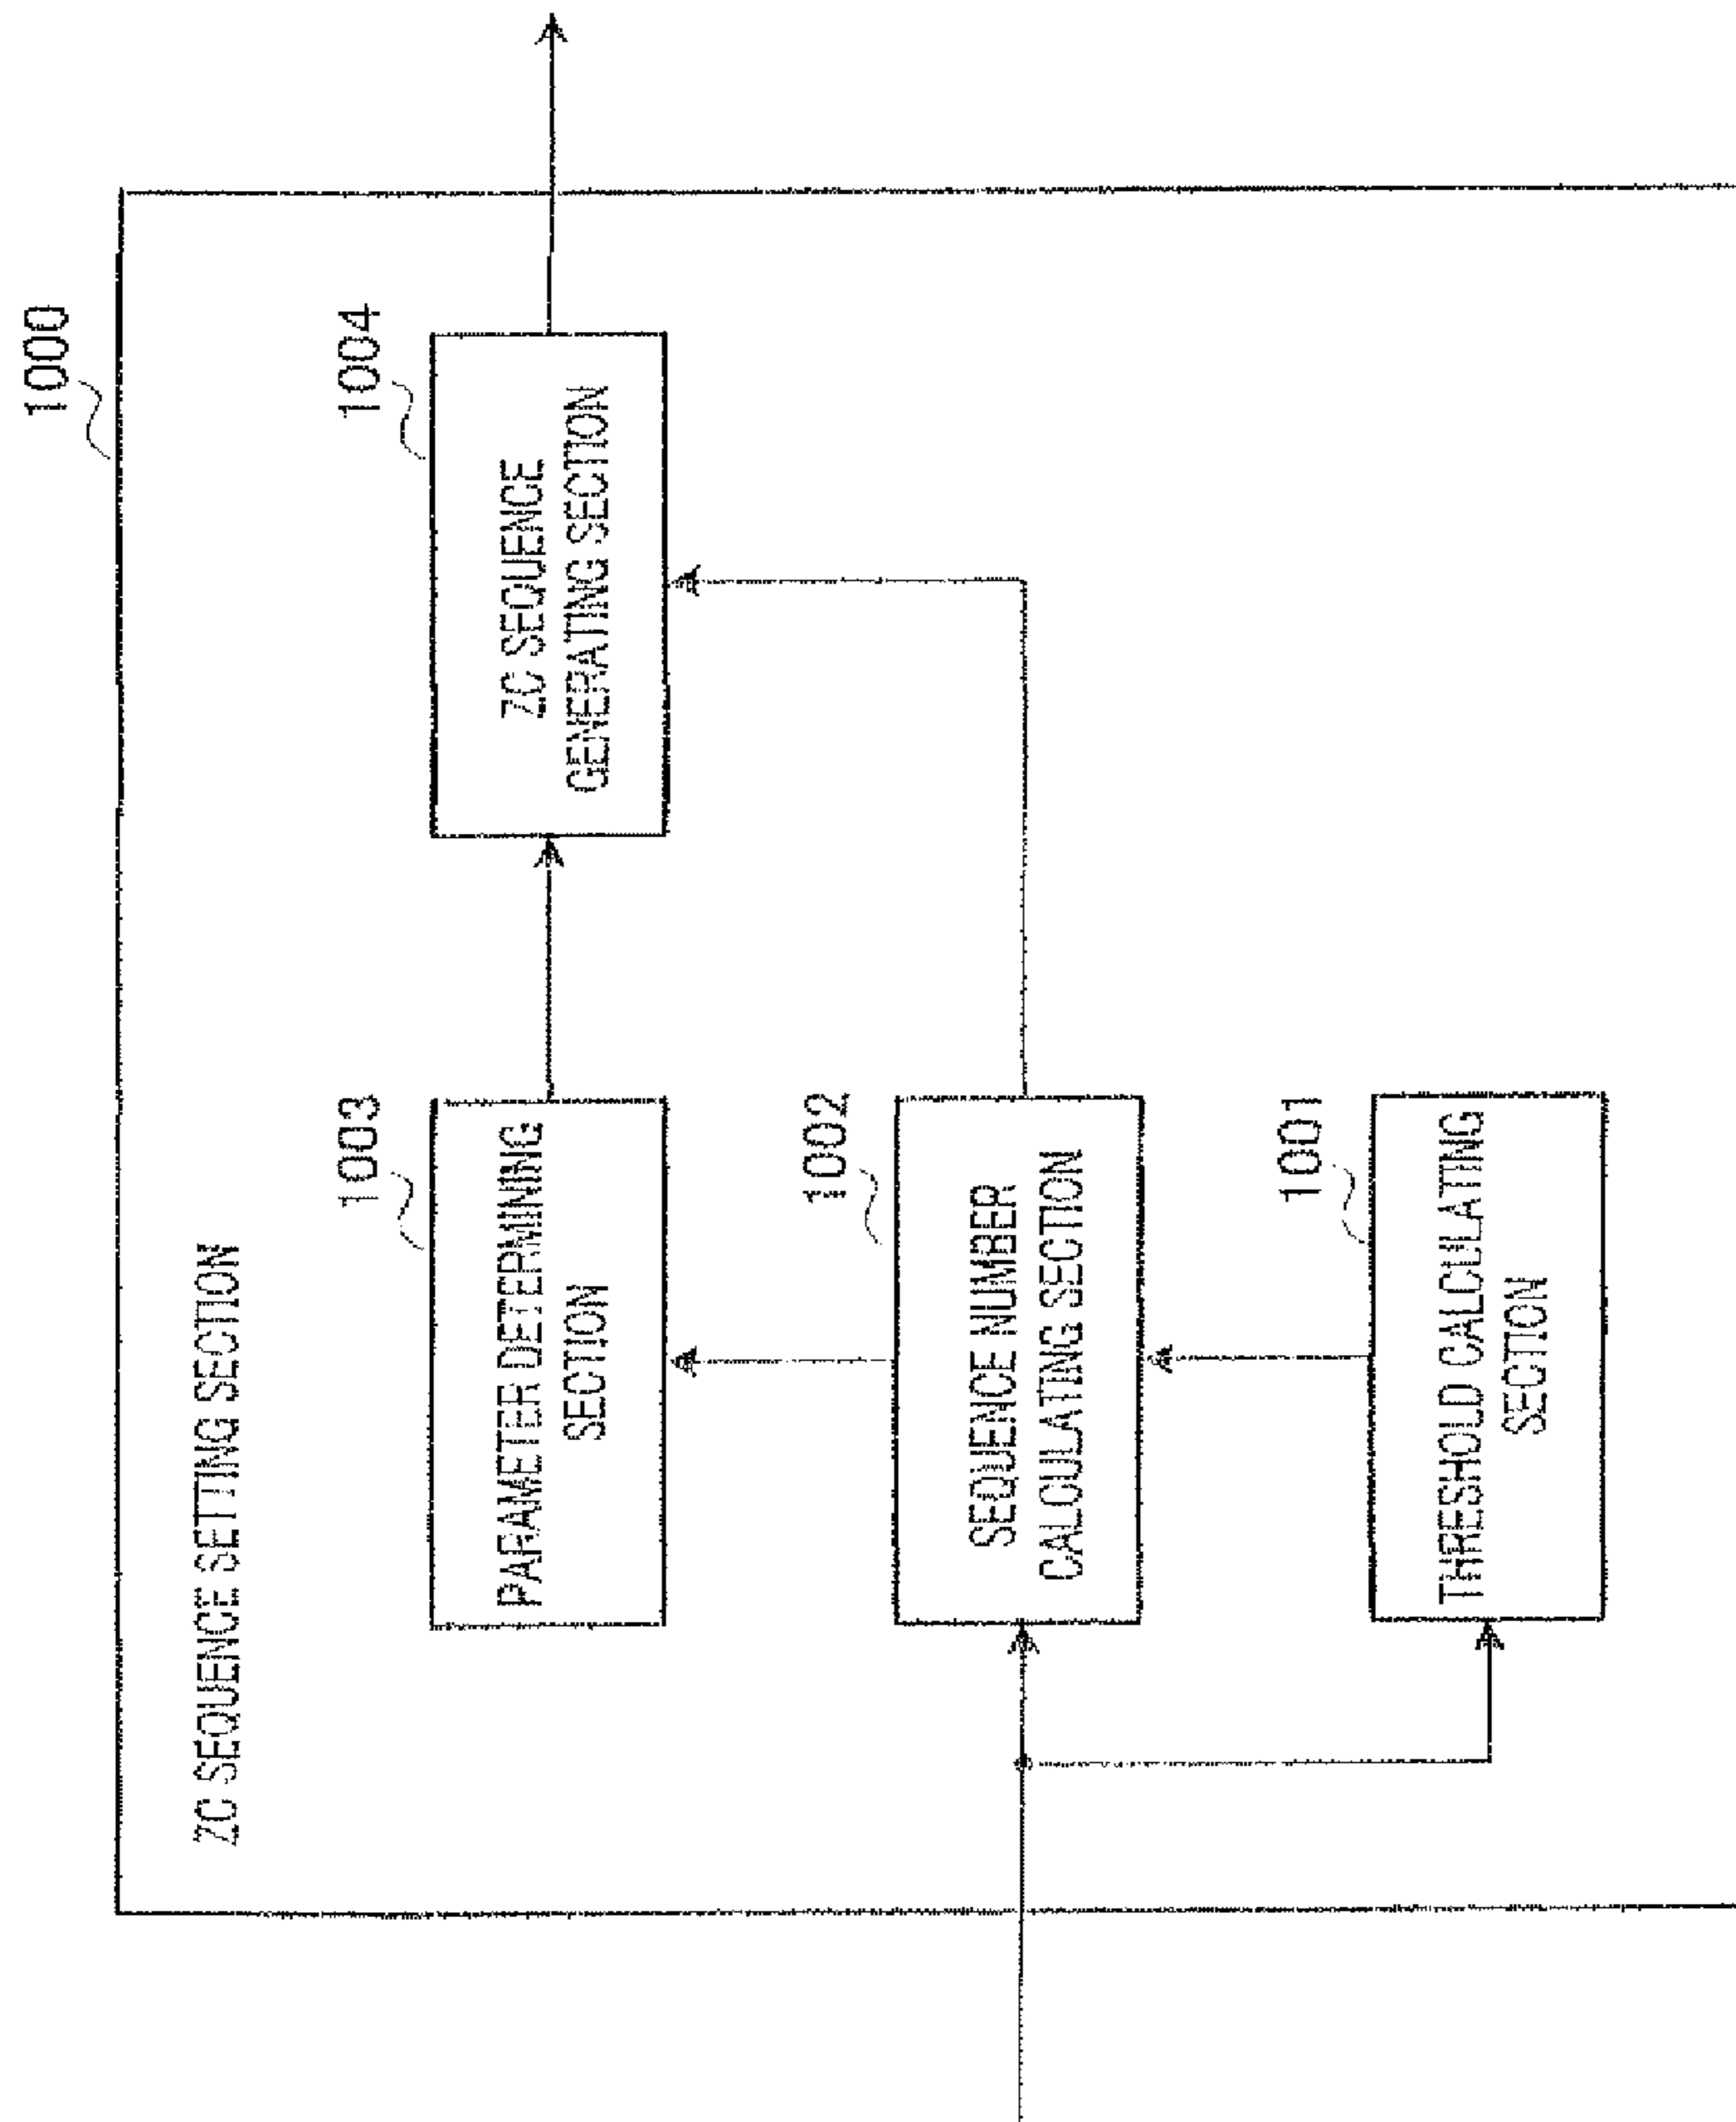 1000
ZC SEQUENCE SETTING SECTION
1003
PARAMETER DETERMINING
SECTION
1004
ZC SEQUENCE
GENERATING SECTION
1002
SEQUENCE NUMBER
CALCULATING SECTION
1001
THRESHOLD CALCULATING
SECTION